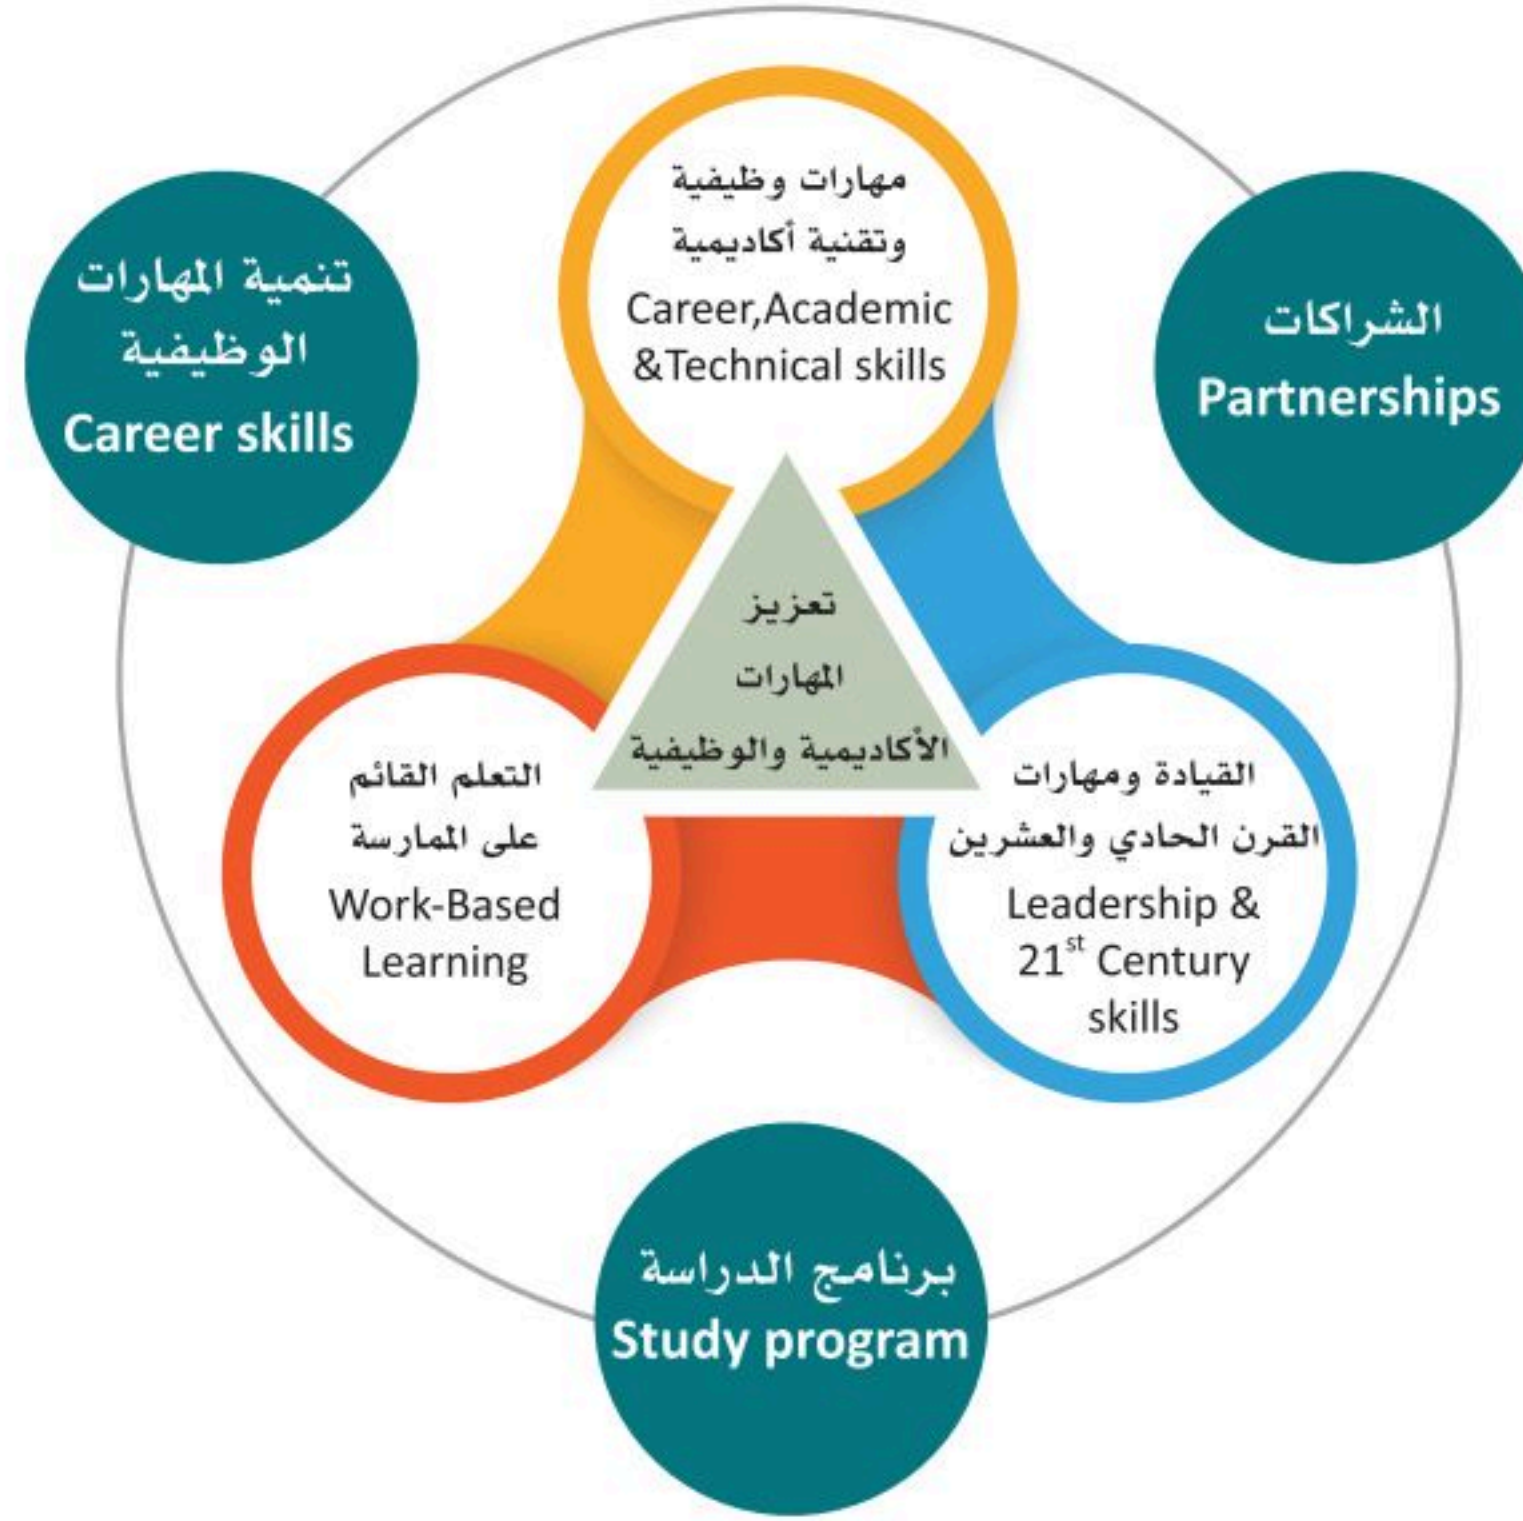 مهارات وظيفية
وتقنية أكاديمية
Career,Academic
&Technical skills
تنمية المهارات
الوظيفية
Career skills
الشراكات
Partnerships
تعزيز
المهارات
الأكاديمية والوظيفية
التعلم القائم
على الممارسة
Work-Based
Learning
القيادة ومهارات
القرن الحادي والعشرين
Leadership &
21st Century
skills
برنامج الدراسة
Study program